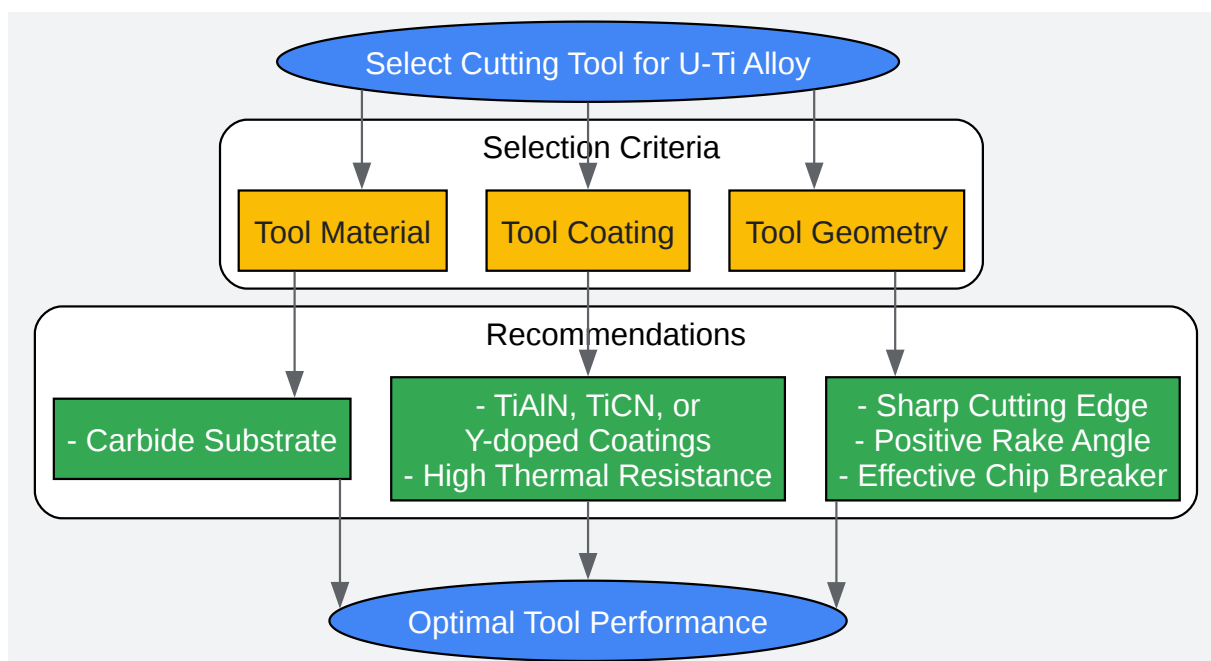 Select Cutting Tool for U-Ti Alloy
Selection Criteria
Tool Material
Tool Coating
Tool Geometry
Recommendations
- Carbide Substrate
- TiAlN, TiCN, or
Y-doped Coatings
- High Thermal Resistance
- Sharp Cutting Edge
- Positive Rake Angle
- Effective Chip Breaker
Optimal Tool Performance